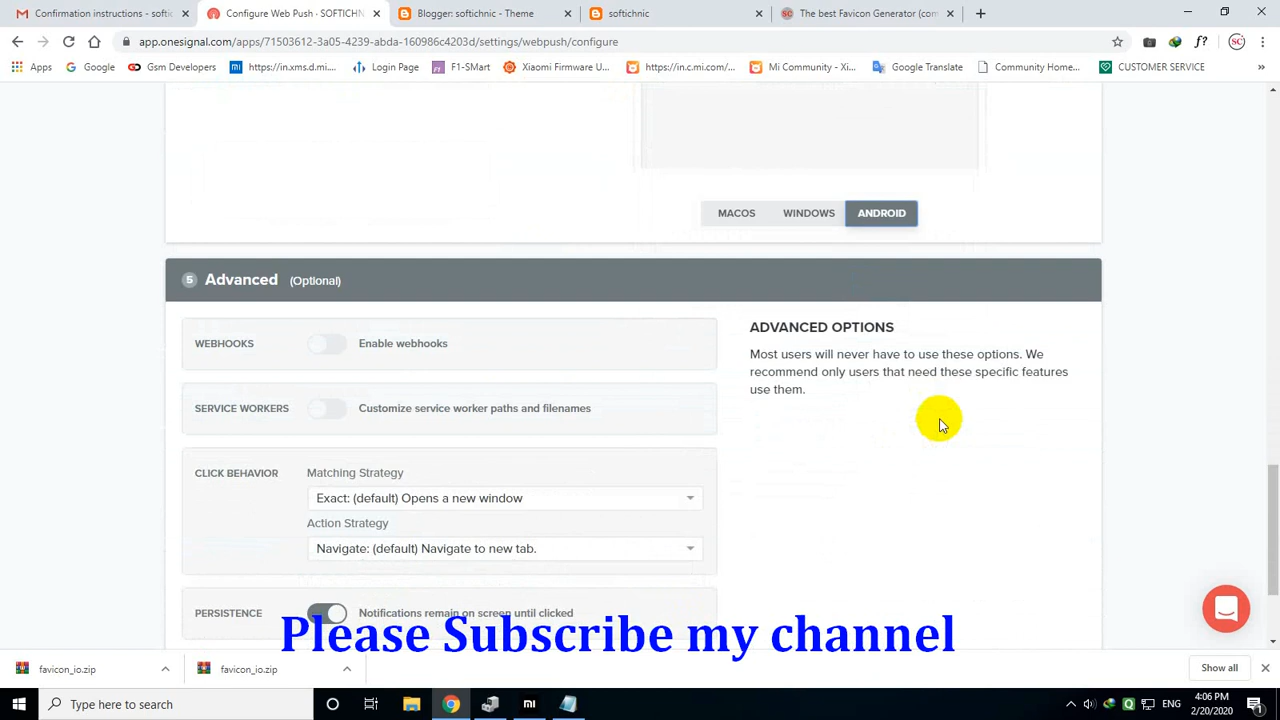 Confirmation instructions - softic
Configure Web Push - SOFTICHNI
Blogger: softichnic - Theme
softichnic
The best Favicon Generator (com
app.onesignal.com/apps/71503612-3a05-4239-abda-160986c4203d/settings/webpush/configure
Apps
Google
Gsm Developers
https://in.xms.d.mi....
Login Page
F1-SMart
Xiaomi Firmware U...
https://in.c.mi.com/...
Mi Community - Xi...
Google Translate
Community Home...
CUSTOMER SERVICE
MACOS
WINDOWS
ANDROID
5 Advanced (Optional)
WEBHOOKS
Enable webhooks
SERVICE WORKERS
Customize service worker paths and filenames
CLICK BEHAVIOR
Matching Strategy
Exact: (default) Opens a new window
Action Strategy
Navigate: (default) Navigate to new tab.
PERSISTENCE
Notifications remain on screen until clicked
ADVANCED OPTIONS
Most users will never have to use these options. We
recommend only users that need these specific features
use them.
Please Subscribe my channel
favicon_io.zip
favicon_io.zip
Show all
Type here to search
ENG
4:06 PM
2/20/2020